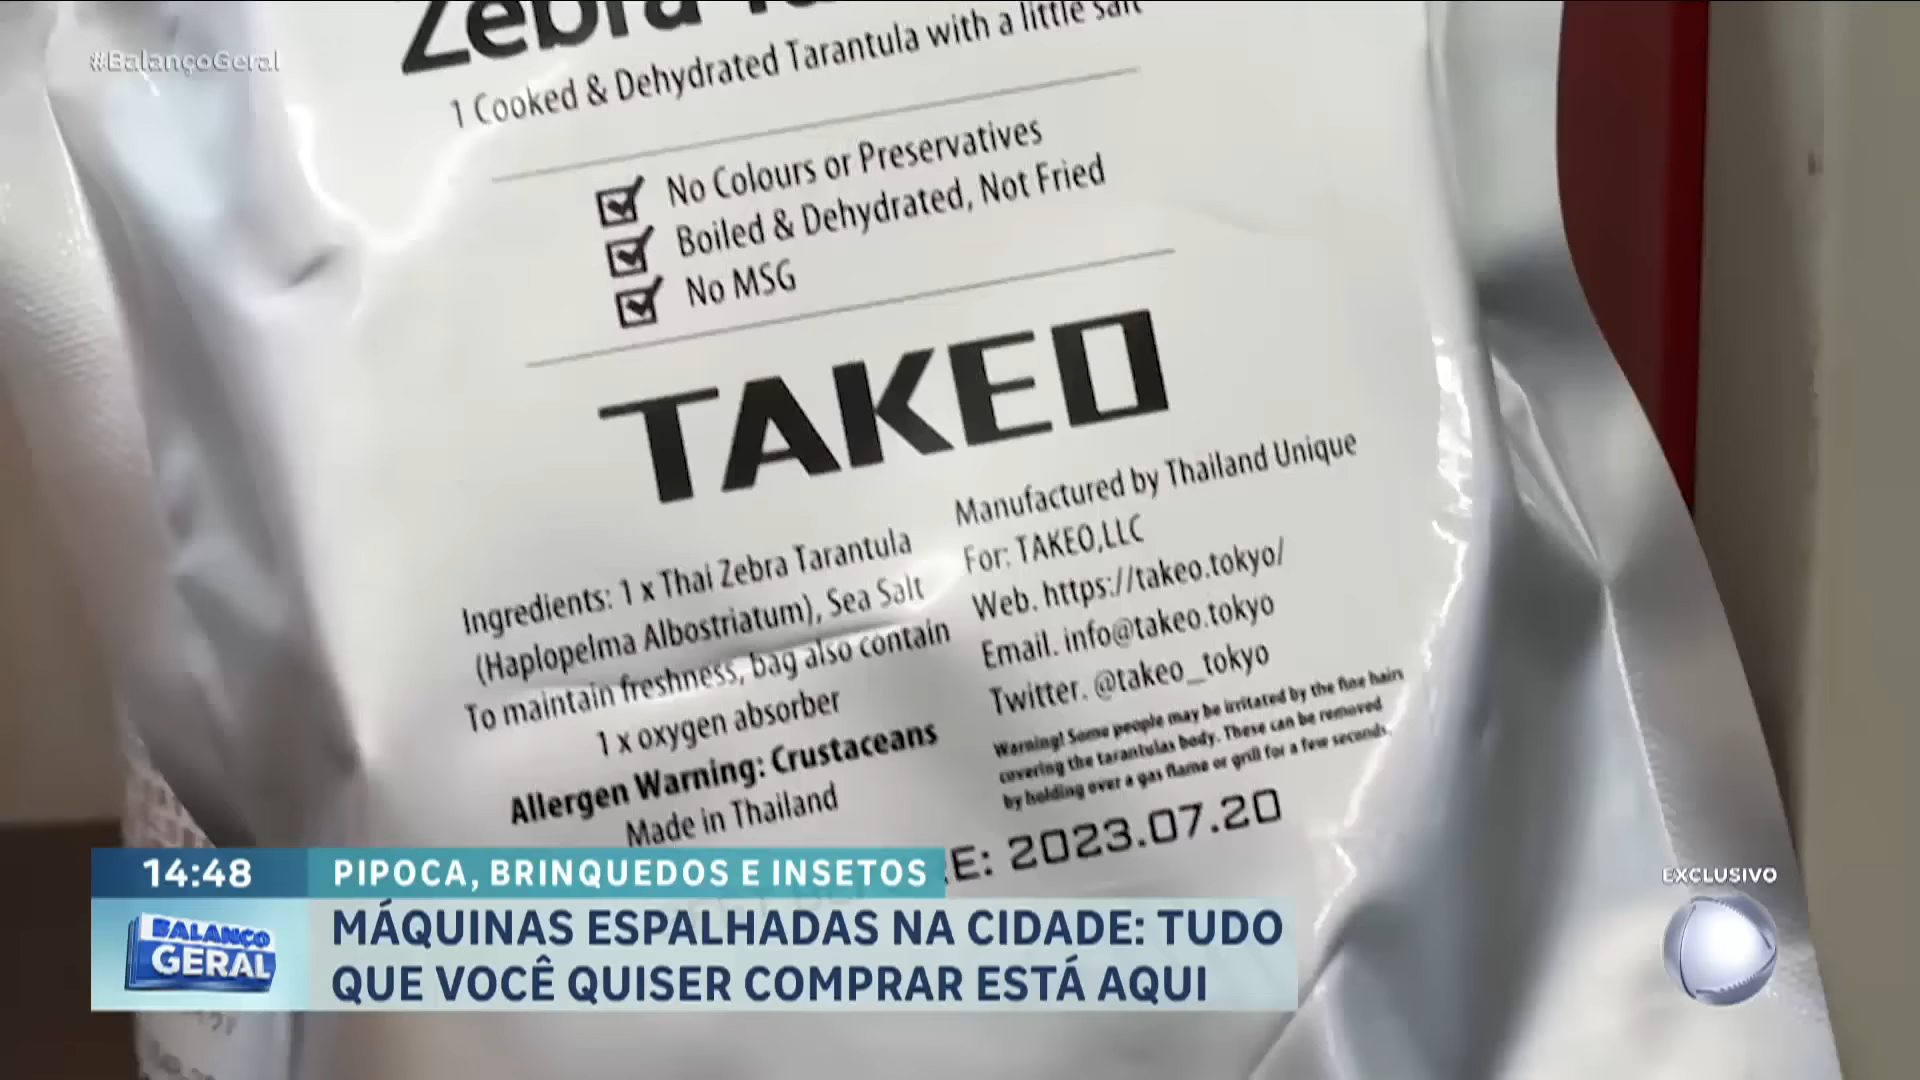 #BalançoGeral
Zebra
1 Cooked & Dehydrated Tarantula with a little salt
No Colours or Preservatives
Boiled & Dehydrated, Not Fried
No MSG
TAKEO
Ingredients: 1 x Thai Zebra Tarantula
(Haplopelma Albostriatum), Sea Salt
To maintain freshness, bag also contain
1 x oxygen absorber
Allergen Warning: Crustaceans
Made in Thailand
Manufactured by Thailand Unique
For: TAKEO,LLC
Web. https://takeo.tokyo/
Email. info@takeo.tokyo
Twitter. @takeo_tokyo
Warning! Some people may be irritated by the fine hairs
covering the tarantulas body. These can be removed
by holding over a gas flame or grill for a few seconds.
RE: 2023.07.20
14:48
PIPOCA, BRINQUEDOS E INSETOS
BALANÇO
GERAL
MÁQUINAS ESPALHADAS NA CIDADE: TUDO
QUE VOCÊ QUISER COMPRAR ESTÁ AQUI
EXCLUSIVO